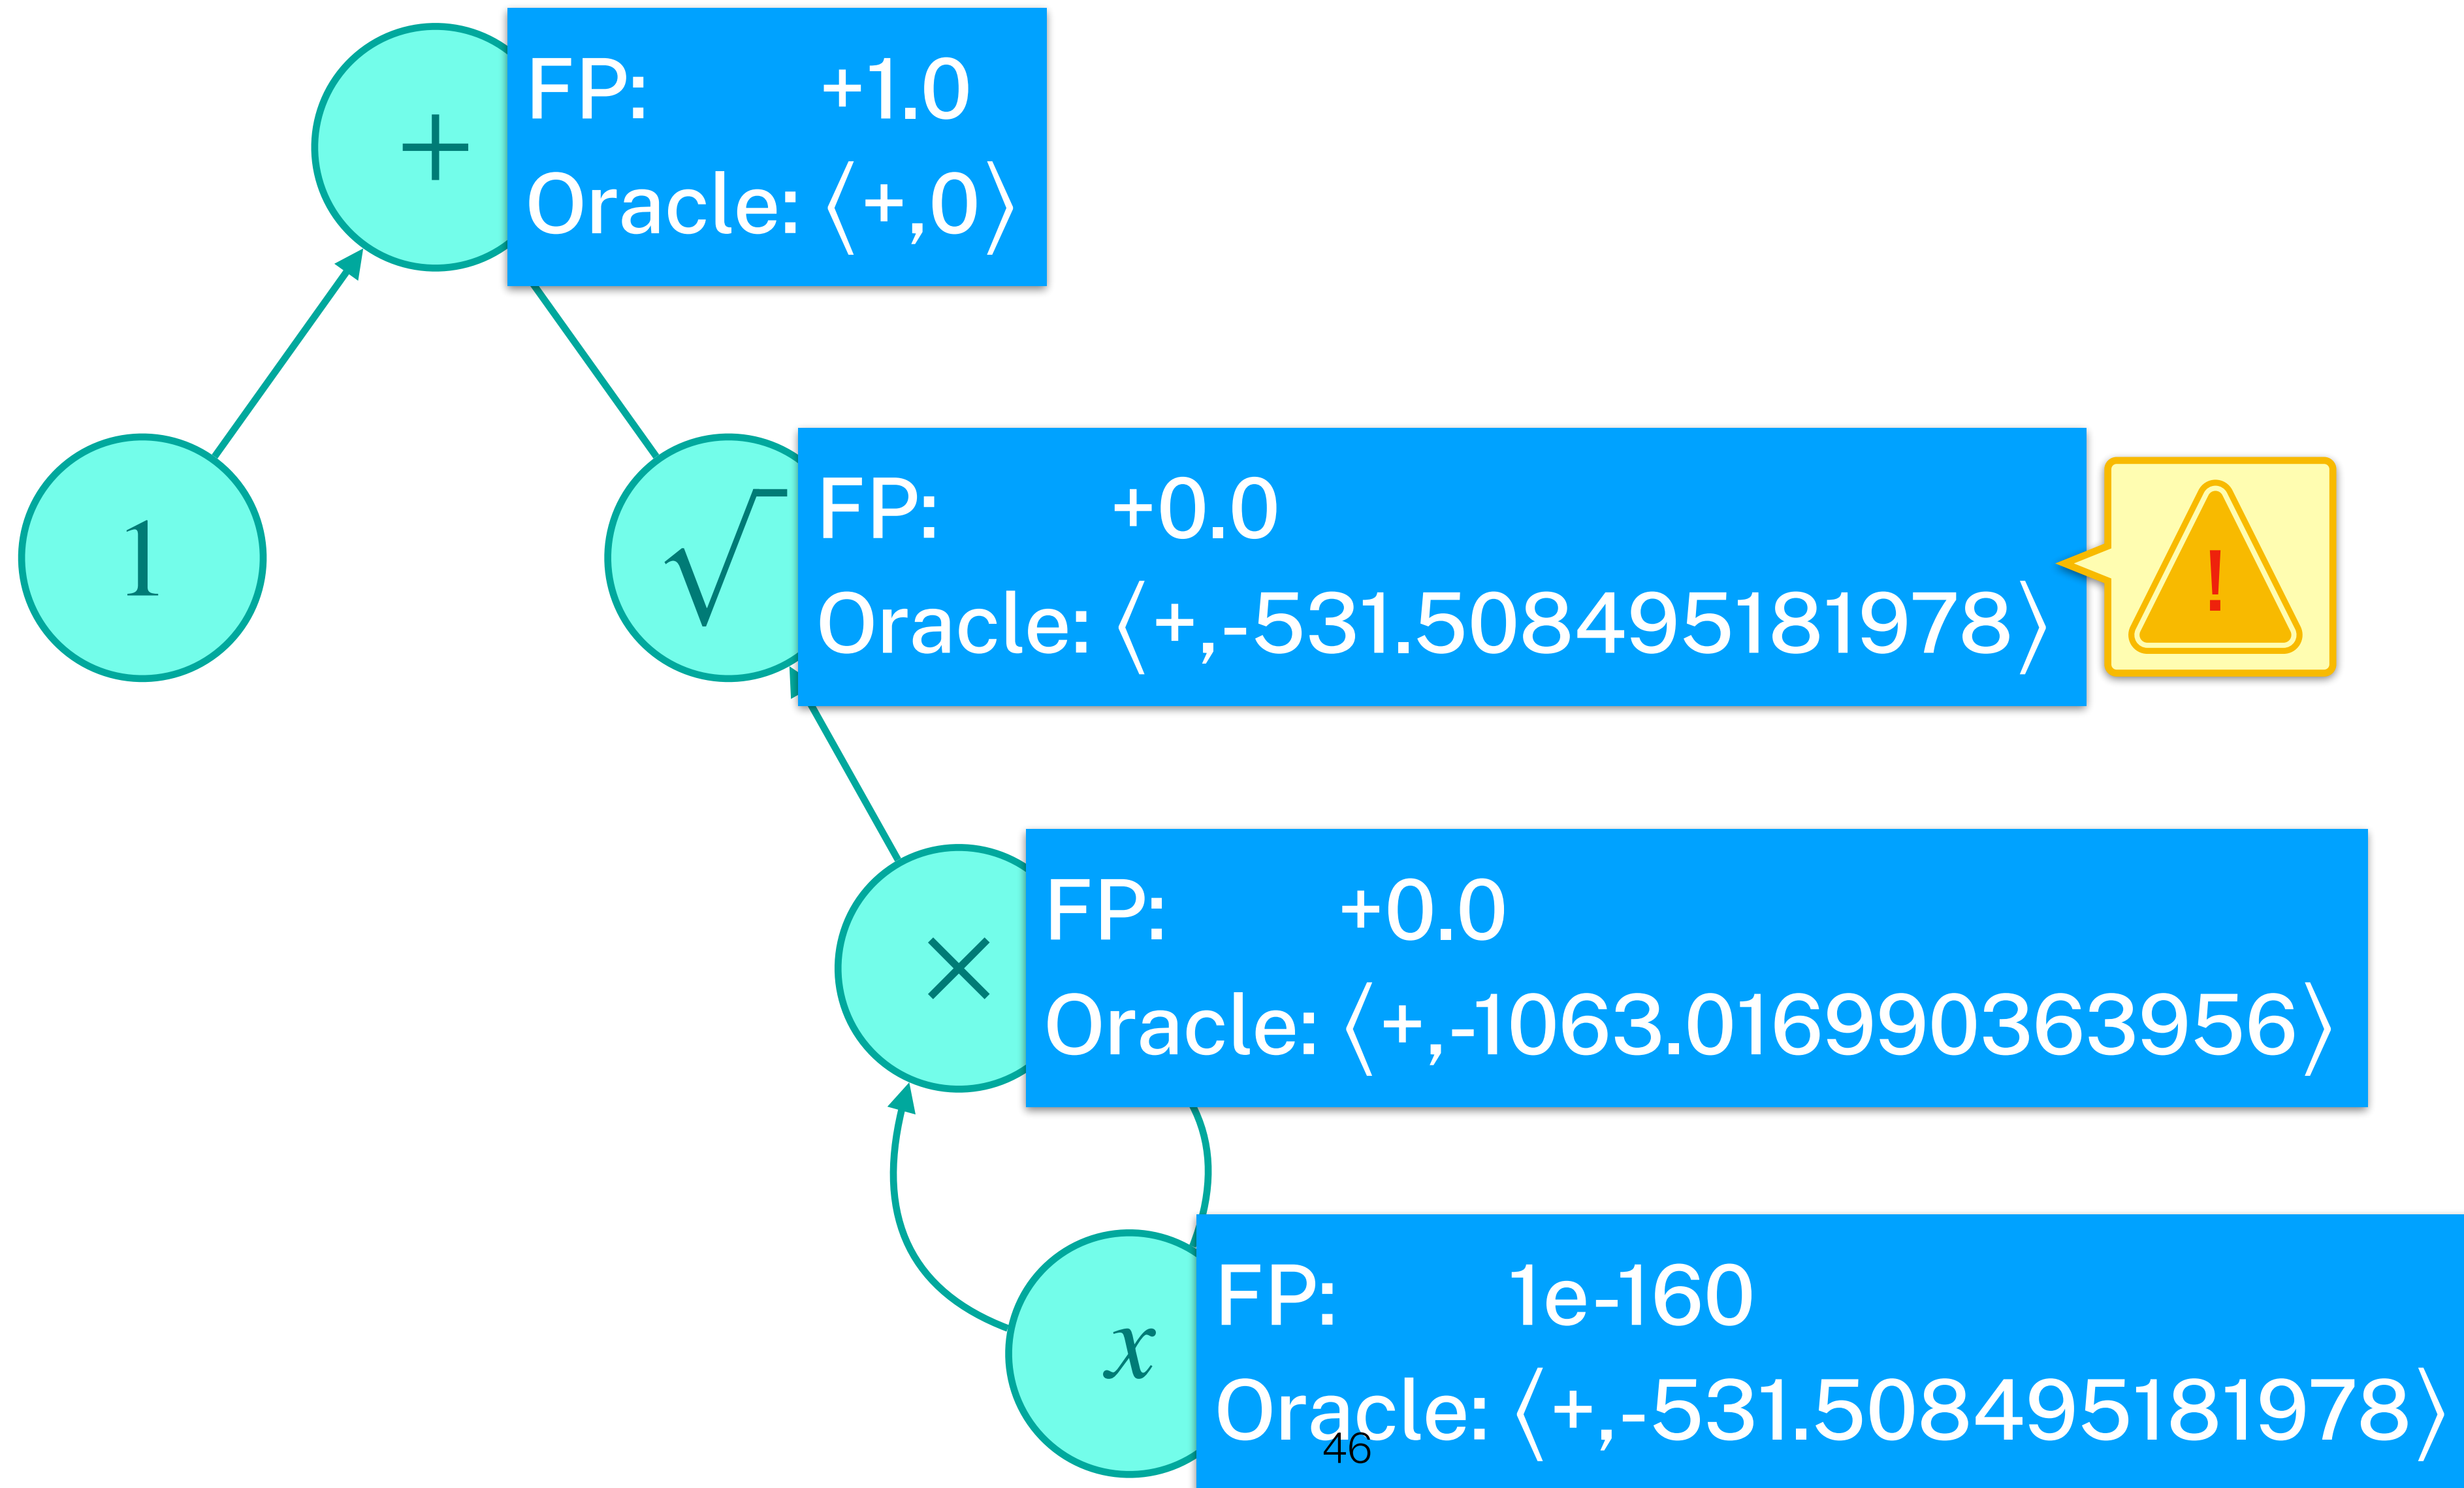 +
FP: +1.0
Oracle: ⟨+,0⟩
1
√
FP: +0.0
Oracle: ⟨+,-531.508495181978⟩
!
×
FP: +0.0
Oracle: ⟨+,-1063.016990363956⟩
x
FP: 1e-160
Oracle: ⟨+,-531.508495181978⟩
46